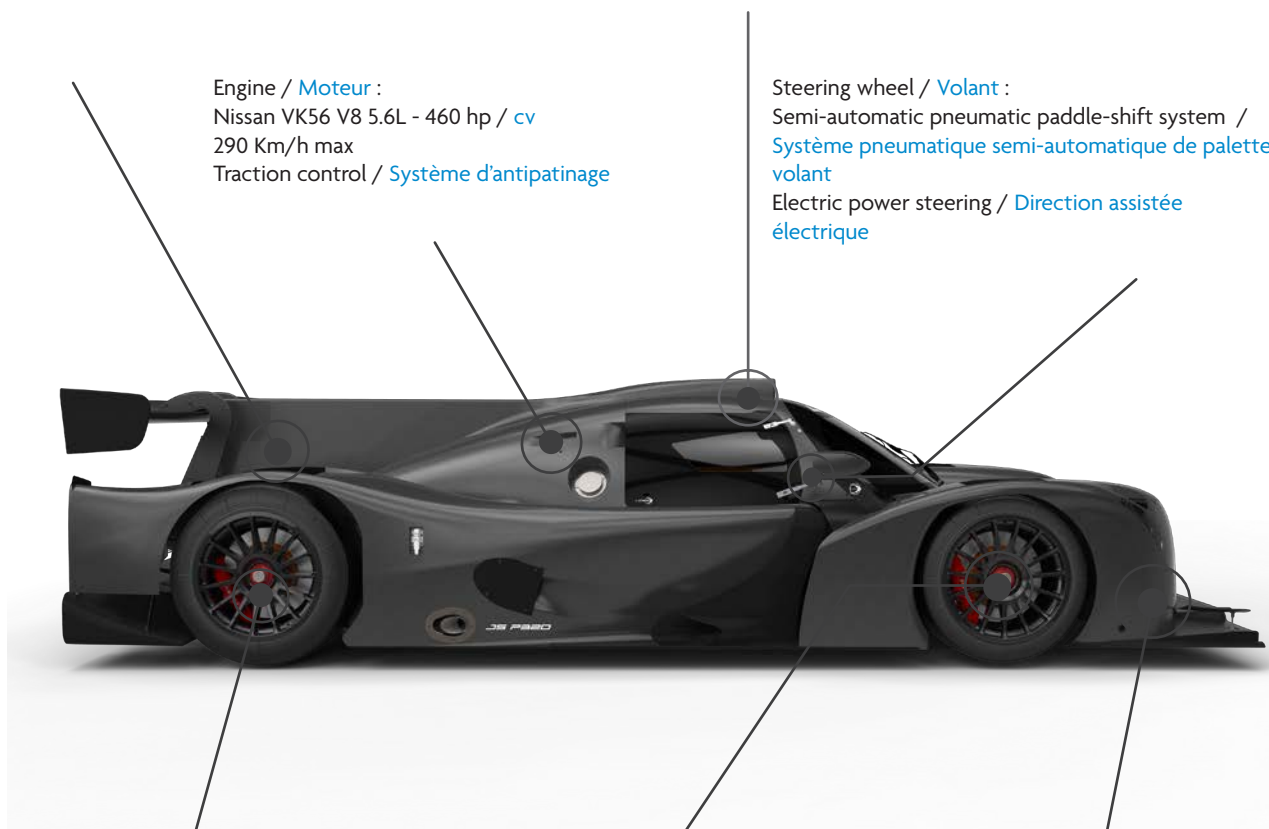 Engine / Moteur :
Nissan VK56 V8 5.6L - 460 hp / cv
290 Km/h max
Traction control / Système d'antipatinage
Steering wheel / Volant :
Semi-automatic pneumatic paddle-shift system /
Système pneumatique semi-automatique de palette
volant
Electric power steering / Direction assistée
électrique
JS P320